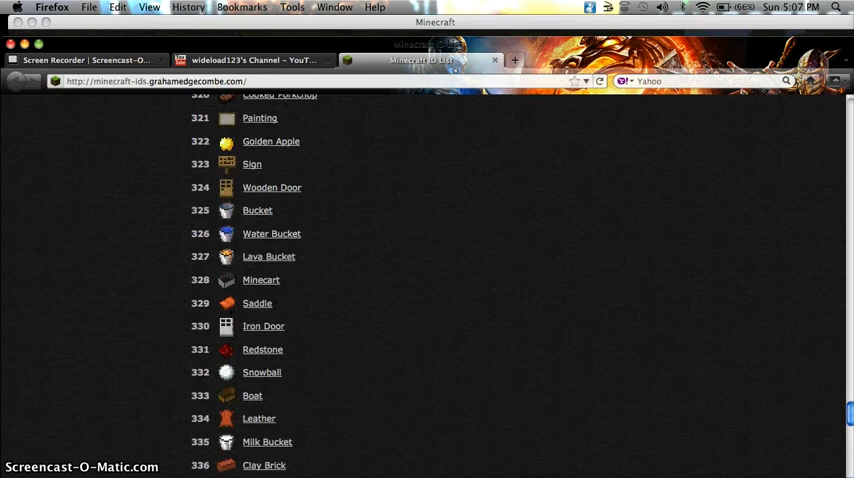 Firefox File Edit View History Bookmarks Tools Window Help (66%) Sun 5:07 PM
Minecraft
Screen Recorder | Screencast-O-... wideload123's Channel - YouT... Minecraft ID List
http://minecraft-ids.grahamedgecombe.com/ Yahoo
320 Cooked Porkchop
321 Painting
322 Golden Apple
323 Sign
324 Wooden Door
325 Bucket
326 Water Bucket
327 Lava Bucket
328 Minecart
329 Saddle
330 Iron Door
331 Redstone
332 Snowball
333 Boat
334 Leather
335 Milk Bucket
336 Clay Brick
Screencast-O-Matic.com